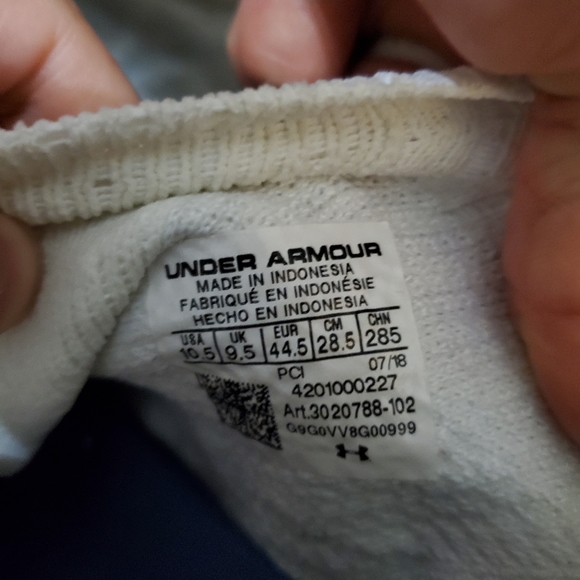 UNDER ARMOUR
MADE IN INDONESIA
FABRIQUÉ EN INDONÉSIE
HECHO EN INDONESIA
USA UK EUR CM CHN
10.5 9.5 44.5 28.5 285
PCI 07/18
4201000227
Art.3020788-102
G9G0VV8G00999